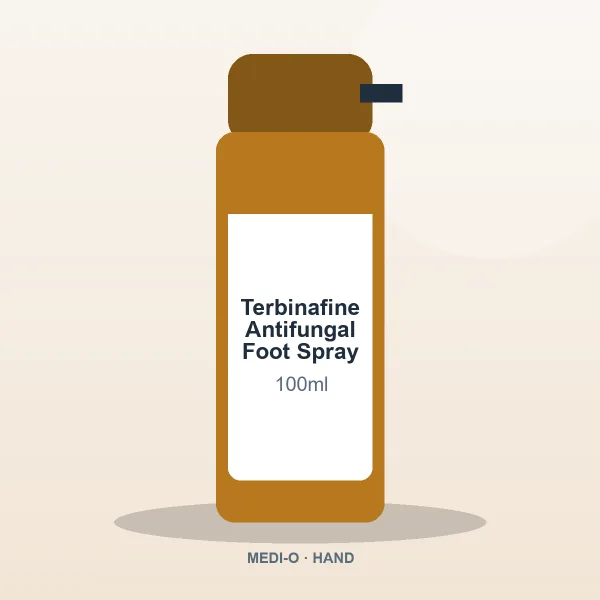 Terbinafine
Antifungal
Foot Spray
100ml
MEDI-O · HAND